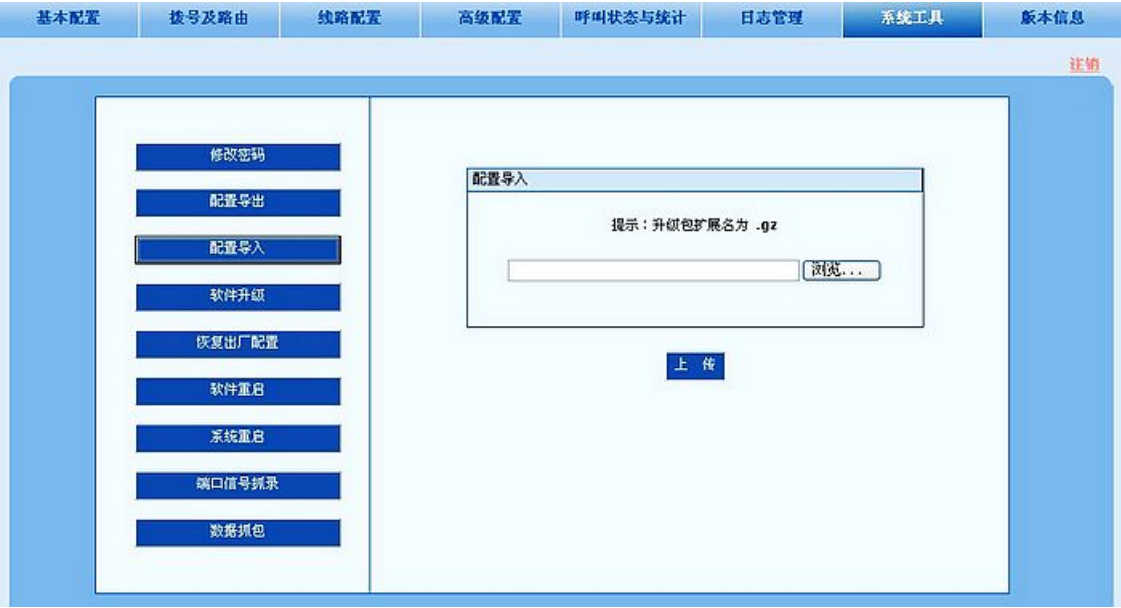 基本配置 拨号及路由 线路配置 高级配置 呼叫状态与统计 日志管理 系统工具 版本信息
注销
修改密码
配置导出
配置导入
软件升级
恢复出厂配置
软件重启
系统重启
端口信号抓录
数据抓包
配置导入
提示：升级包扩展名为 .gz
浏览...
上 传